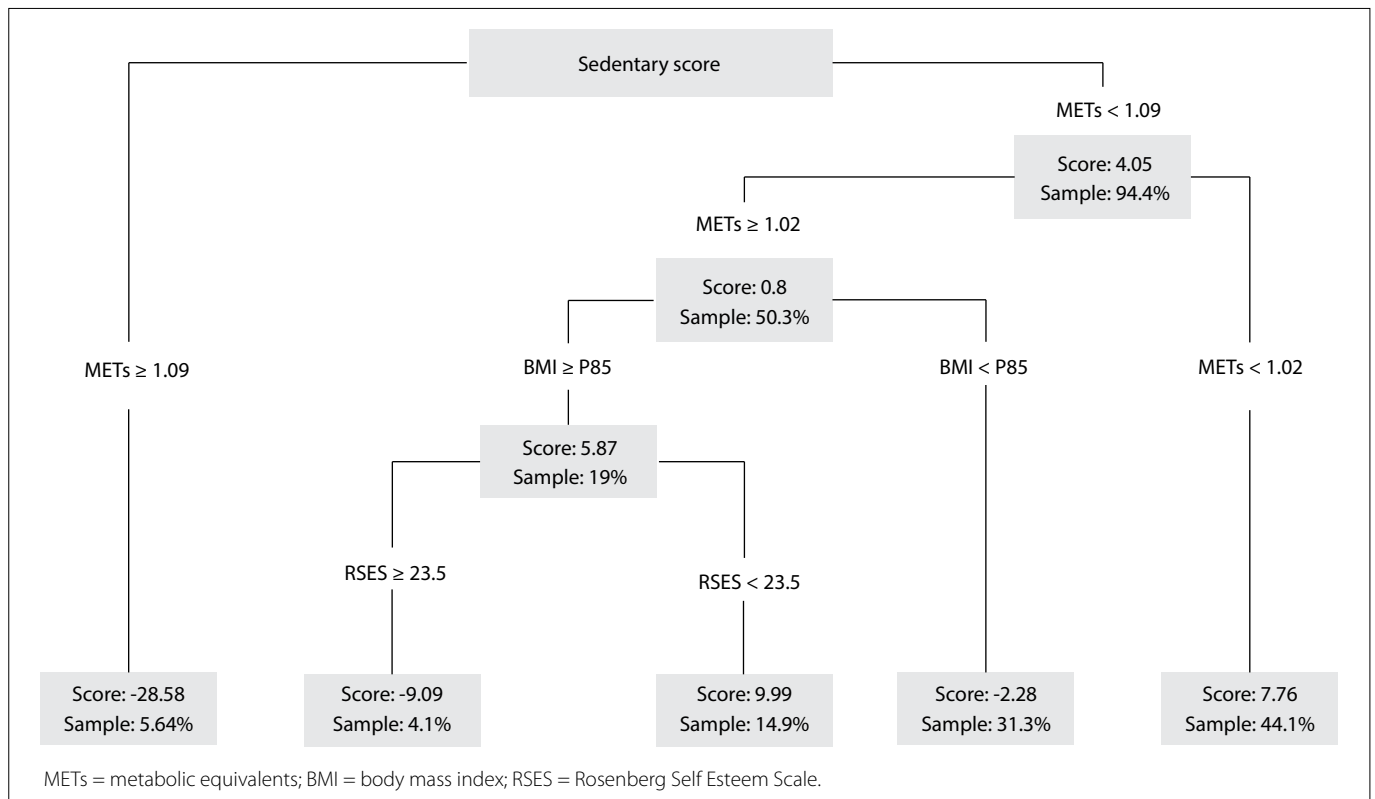 Sedentary score
METs < 1.09
Score: 4.05
Sample: 94.4%
METs ≥ 1.02
Score: 0.8
Sample: 50.3%
METs ≥ 1.09
BMI ≥ P85
BMI < P85
METs < 1.02
Score: 5.87
Sample: 19%
RSES ≥ 23.5
RSES < 23.5
Score: -28.58
Sample: 5.64%
Score: -9.09
Sample: 4.1%
Score: 9.99
Sample: 14.9%
Score: -2.28
Sample: 31.3%
Score: 7.76
Sample: 44.1%
METs = metabolic equivalents; BMI = body mass index; RSES = Rosenberg Self Esteem Scale.